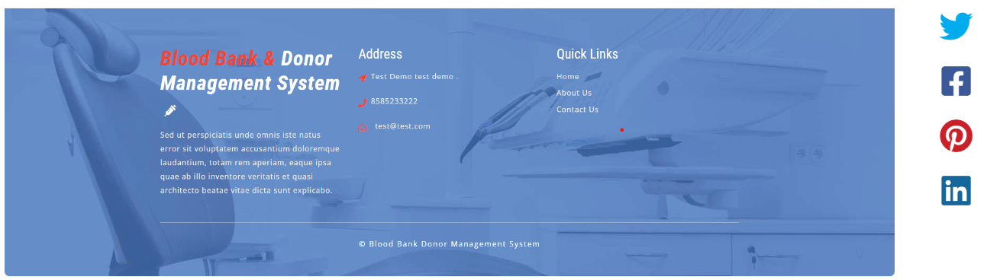 Blood Bank & Donor
Management System
Sed ut perspiciatis unde omnis iste natus
error sit voluptatem accusantium doloremque
laudantium, totam rem aperiam, eaque ipsa
quae ab illo inventore veritatis et quasi
architecto beatae vitae dicta sunt explicabo.
Address
Test Demo test demo .
8585233222
test@test.com
Quick Links
Home
About Us
Contact Us
© Blood Bank Donor Management System